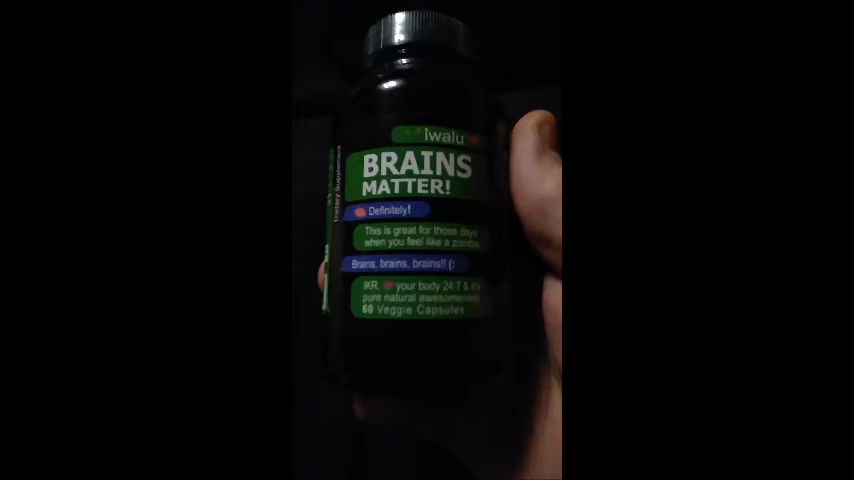 iwalu
BRAINS
MATTER!
Definitely!
This is great for those days
when you feel like a zombie
Brains, brains, brains!! (:
IKR. your body 24 7 & it's
pure natural awesomeness
60 Veggie Capsules
Dietary Supplement